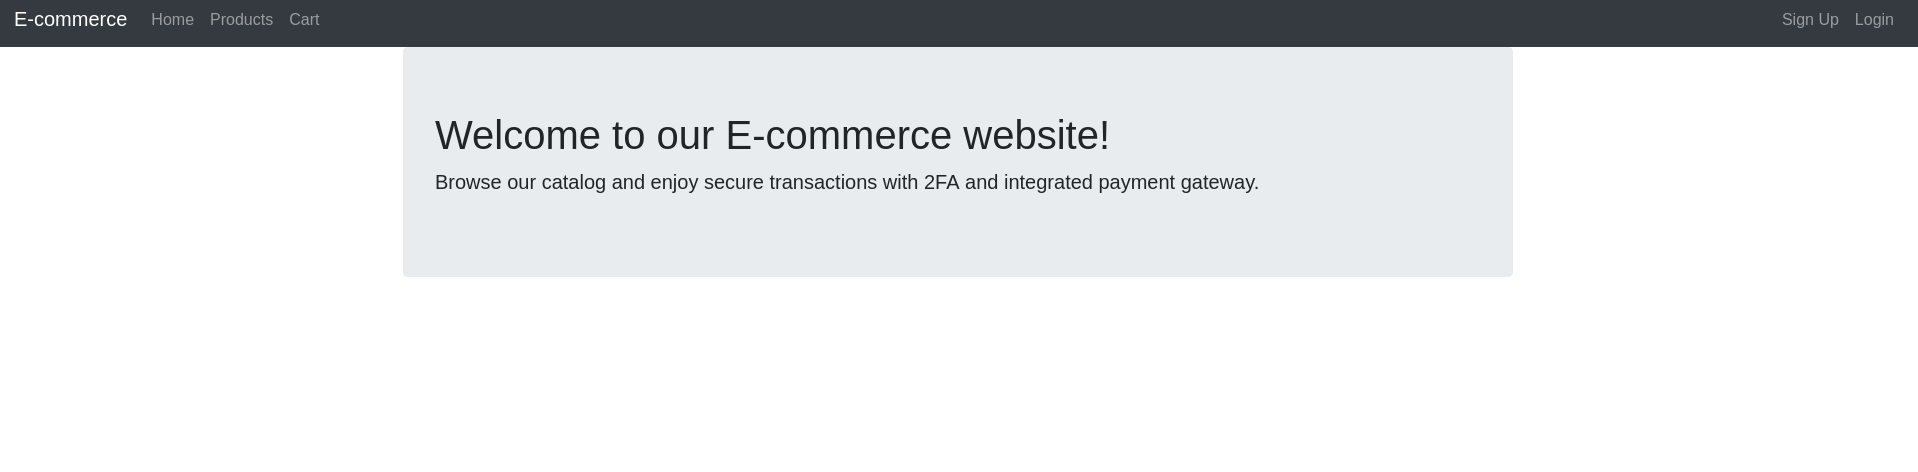 E-commerce Home Products Cart Sign Up Login
Welcome to our E-commerce website!
Browse our catalog and enjoy secure transactions with 2FA and integrated payment gateway.